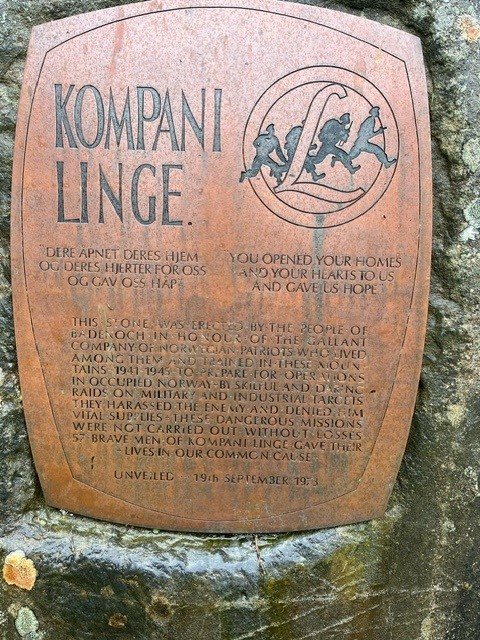 KOMPANI
LINGE
L
"DERE ÅPNET DERES HJEM
OG DERES HJERTER FOR OSS
OG GAV OSS HÅP"
"YOU OPENED YOUR HOMES
AND YOUR HEARTS TO US
AND GAVE US HOPE"
THIS STONE WAS ERECTED BY THE PEOPLE OF
BADENOCH IN HONOUR OF THE GALLANT
COMPANY OF NORWEGIAN PATRIOTS WHO LIVED
AMONG THEM AND TRAINED IN THESE MOUN-
TAINS·1941-1945·TO PREPARE FOR OPERATIONS
IN OCCUPIED NORWAY·BY SKILFUL AND DARING
RAIDS ON MILITARY AND INDUSTRIAL TARGETS
THEY HARASSED THE ENEMY AND DENIED HIM
VITAL SUPPLIES·THESE DANGEROUS MISSIONS
WERE NOT CARRIED OUT WITHOUT LOSSES
57 BRAVE MEN OF KOMPANI LINGE GAVE THEIR
·LIVES IN OUR COMMON CAUSE·
UNVEILED 19TH SEPTEMBER 1973